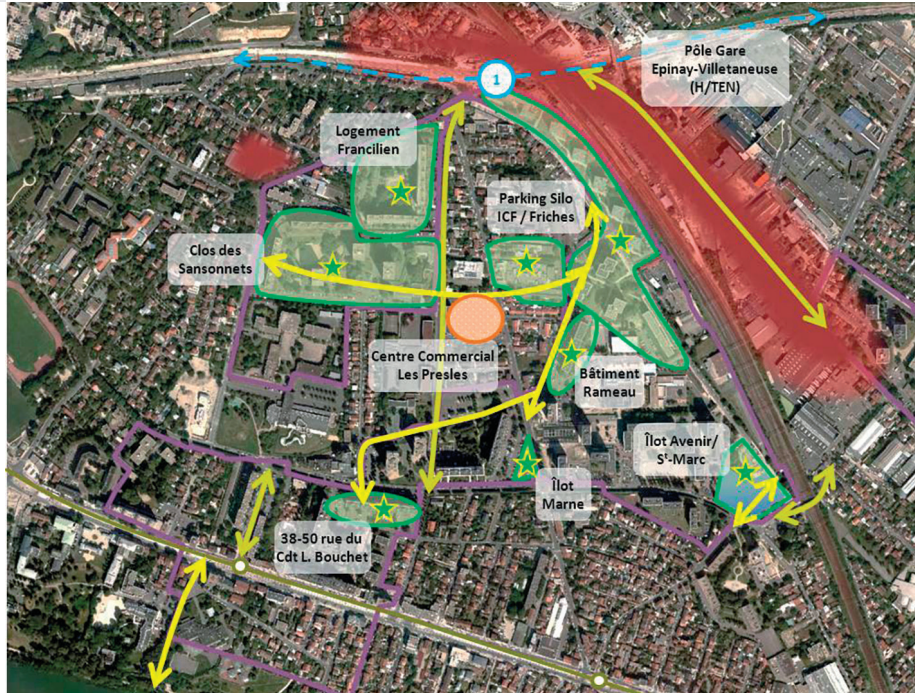 1
Pôle Gare
Epinay-Villetaneuse
(H/TEN)
Logement
Francilien
Parking Silo
ICF / Friches
Clos des
Sansonnets
Centre Commercial
Les Presles
Bâtiment
Rameau
Îlot Avenir/
Sᵗ-Marc
Îlot
Marne
38-50 rue du
Cdt L. Bouchet